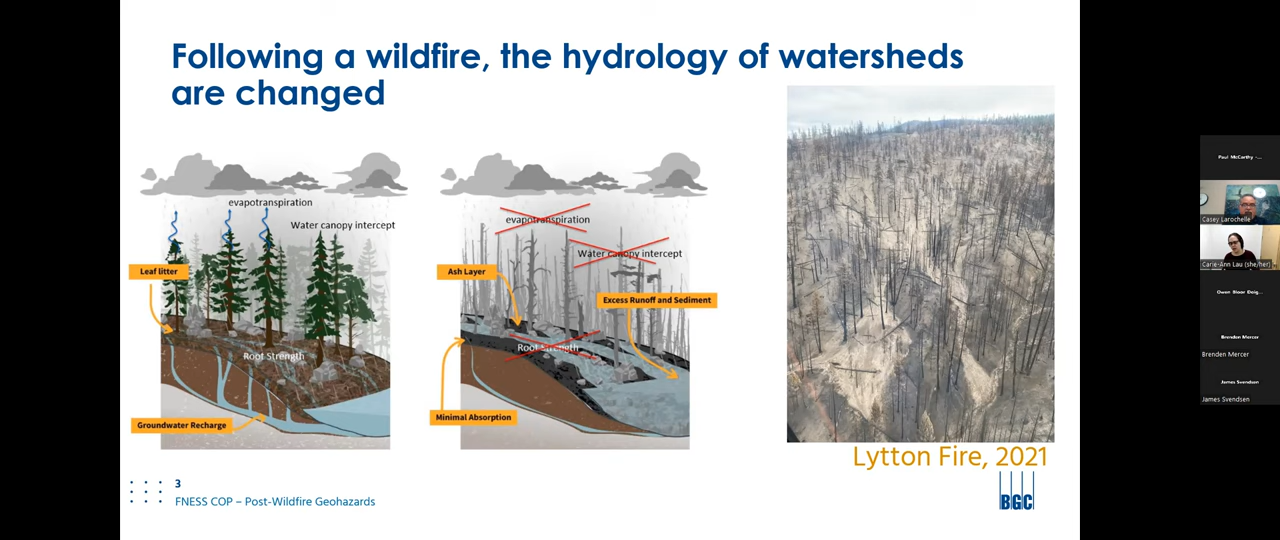 Following a wildfire, the hydrology of watersheds
are changed
evapotranspiration
Water canopy intercept
Leaf litter
Root Strength
Groundwater Recharge
evapotranspiration
Water canopy intercept
Ash Layer
Excess Runoff and Sediment
Root Strength
Minimal Absorption
Lytton Fire, 2021
3
FNESS COP – Post-Wildfire Geohazards
BGC
Paul McCarthy -...
Casey Larochelle
Carie-Ann Lau (she/her)
Owen Bloor Daig...
Brenden Mercer
Brenden Mercer
James Svendsen
James Svendsen